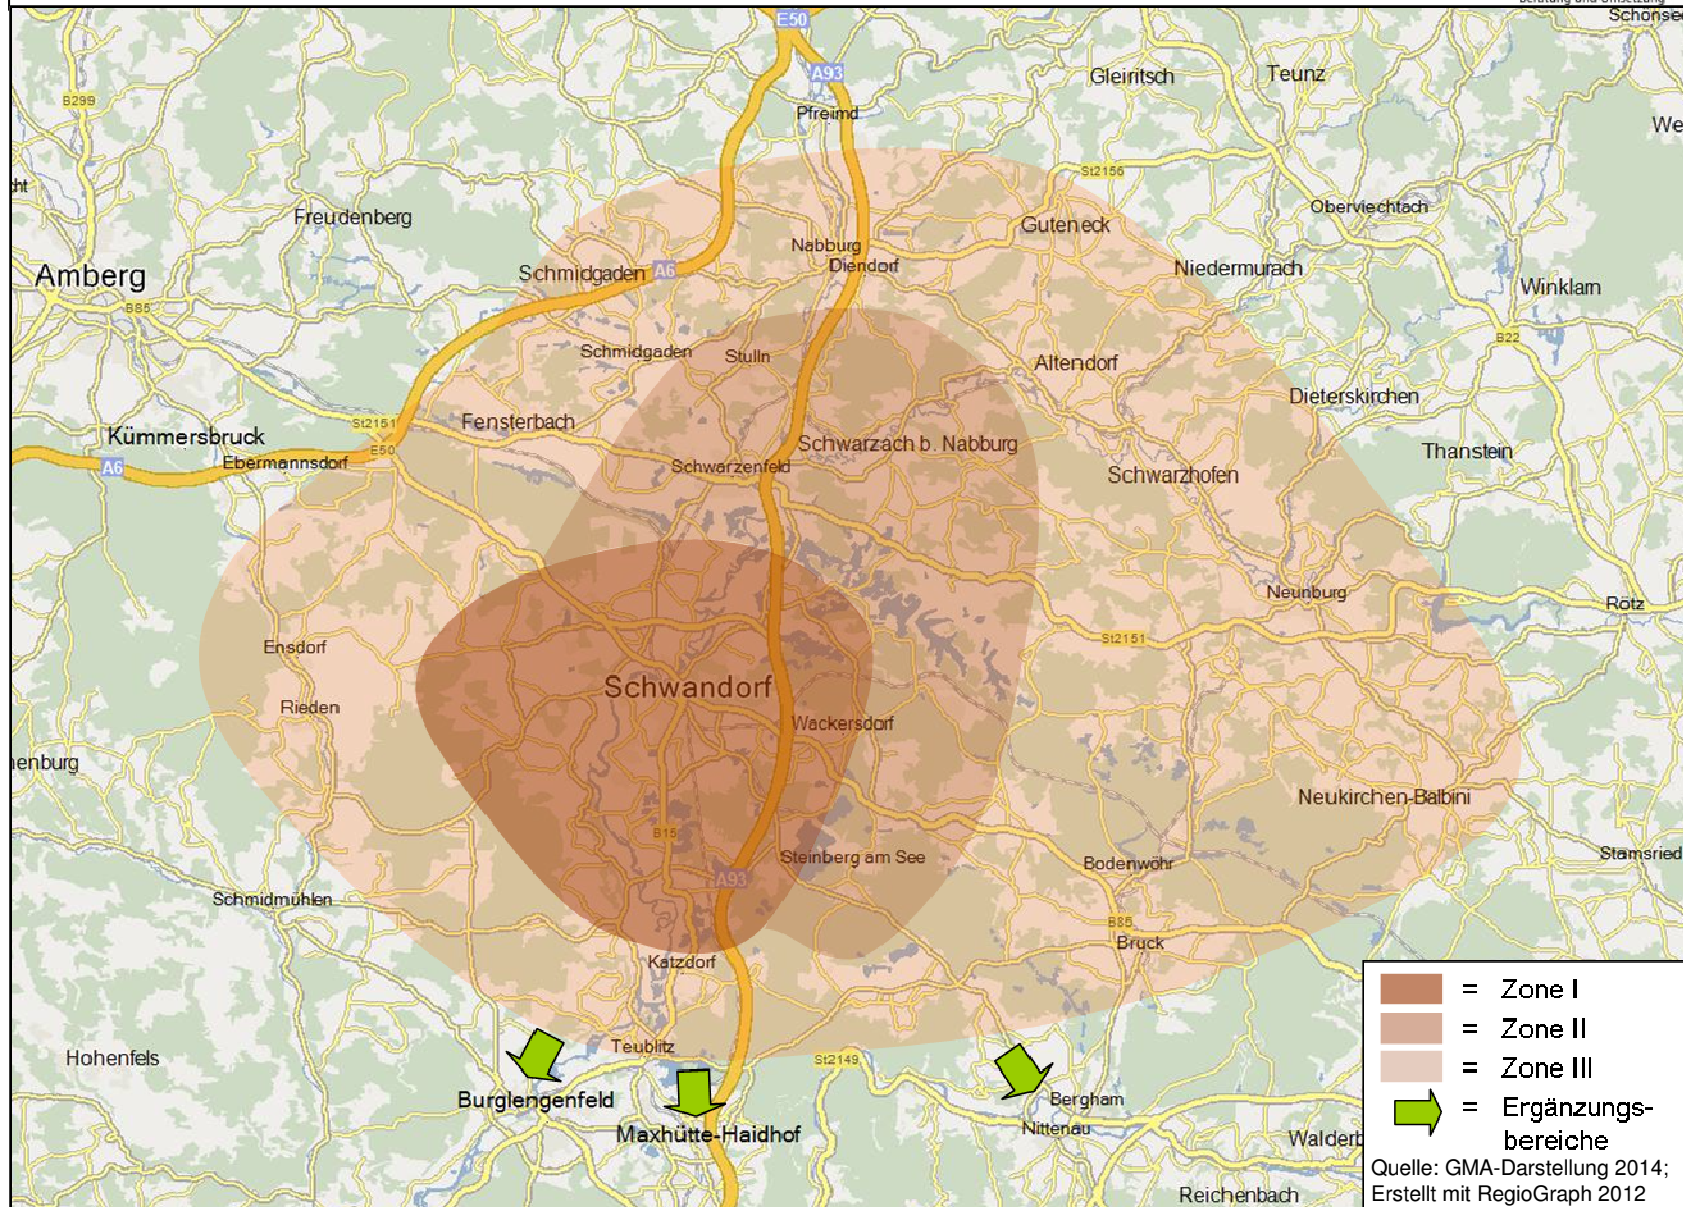 Schönsee
E50
A93
Gleiritsch
Teunz
B299
Pfreimd
We
St2156
Freudenberg
Oberviechtach
Guteneck
Nabburg
Diendorf
Niedermurach
Amberg
Schmidgaden
A6
Winklarn
B85
B22
Schmidgaden
Stulln
Altendorf
Dieterskirchen
Fensterbach
St2151
Kümmersbruck
E50
Schwarzach b. Nabburg
Thanstein
A6
Ebermannsdorf
Schwarzenfeld
Schwarzhofen
Neunburg
Rötz
St2151
Ensdorf
Schwandorf
Rieden
Wackersdorf
enburg
Neukirchen-Balbini
B15
Steinberg am See
Bodenwöhr
Stamsried
A93
Schmidmühlen
B85
Bruck
Katzdorf
Teublitz
St2149
Hohenfels
Burglengenfeld
Bergham
Nittenau
Maxhütte-Haidhof
Walderb
Reichenbach
= Zone I
= Zone II
= Zone III
= Ergänzungs-
bereiche
Quelle: GMA-Darstellung 2014;
Erstellt mit RegioGraph 2012